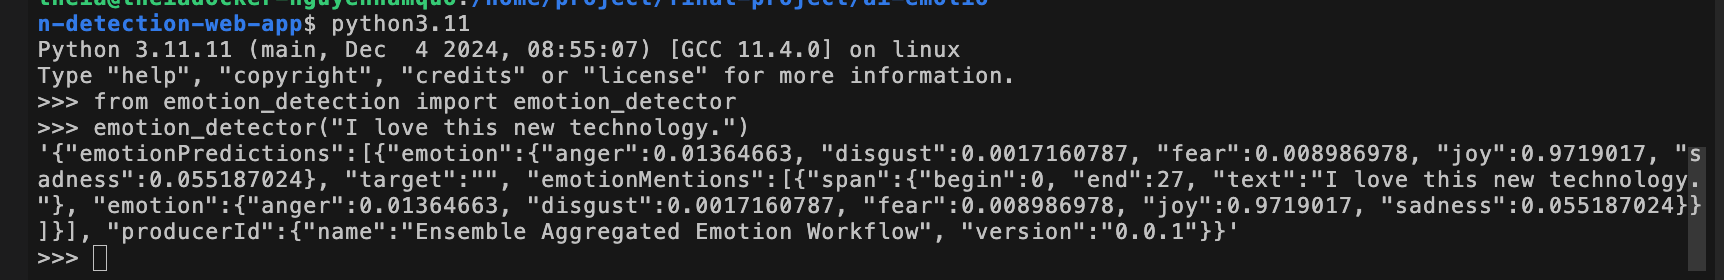 n-detection-web-app$ python3.11
Python 3.11.11 (main, Dec  4 2024, 08:55:07) [GCC 11.4.0] on linux
Type "help", "copyright", "credits" or "license" for more information.
>>> from emotion_detection import emotion_detector
>>> emotion_detector("I love this new technology.")
'{"emotionPredictions":[{"emotion":{"anger":0.01364663, "disgust":0.0017160787, "fear":0.008986978, "joy":0.9719017, "s
adness":0.055187024}, "target":"", "emotionMentions":[{"span":{"begin":0, "end":27, "text":"I love this new technology.
"}, "emotion":{"anger":0.01364663, "disgust":0.0017160787, "fear":0.008986978, "joy":0.9719017, "sadness":0.055187024}}
]}], "producerId":{"name":"Ensemble Aggregated Emotion Workflow", "version":"0.0.1"}}'
>>>